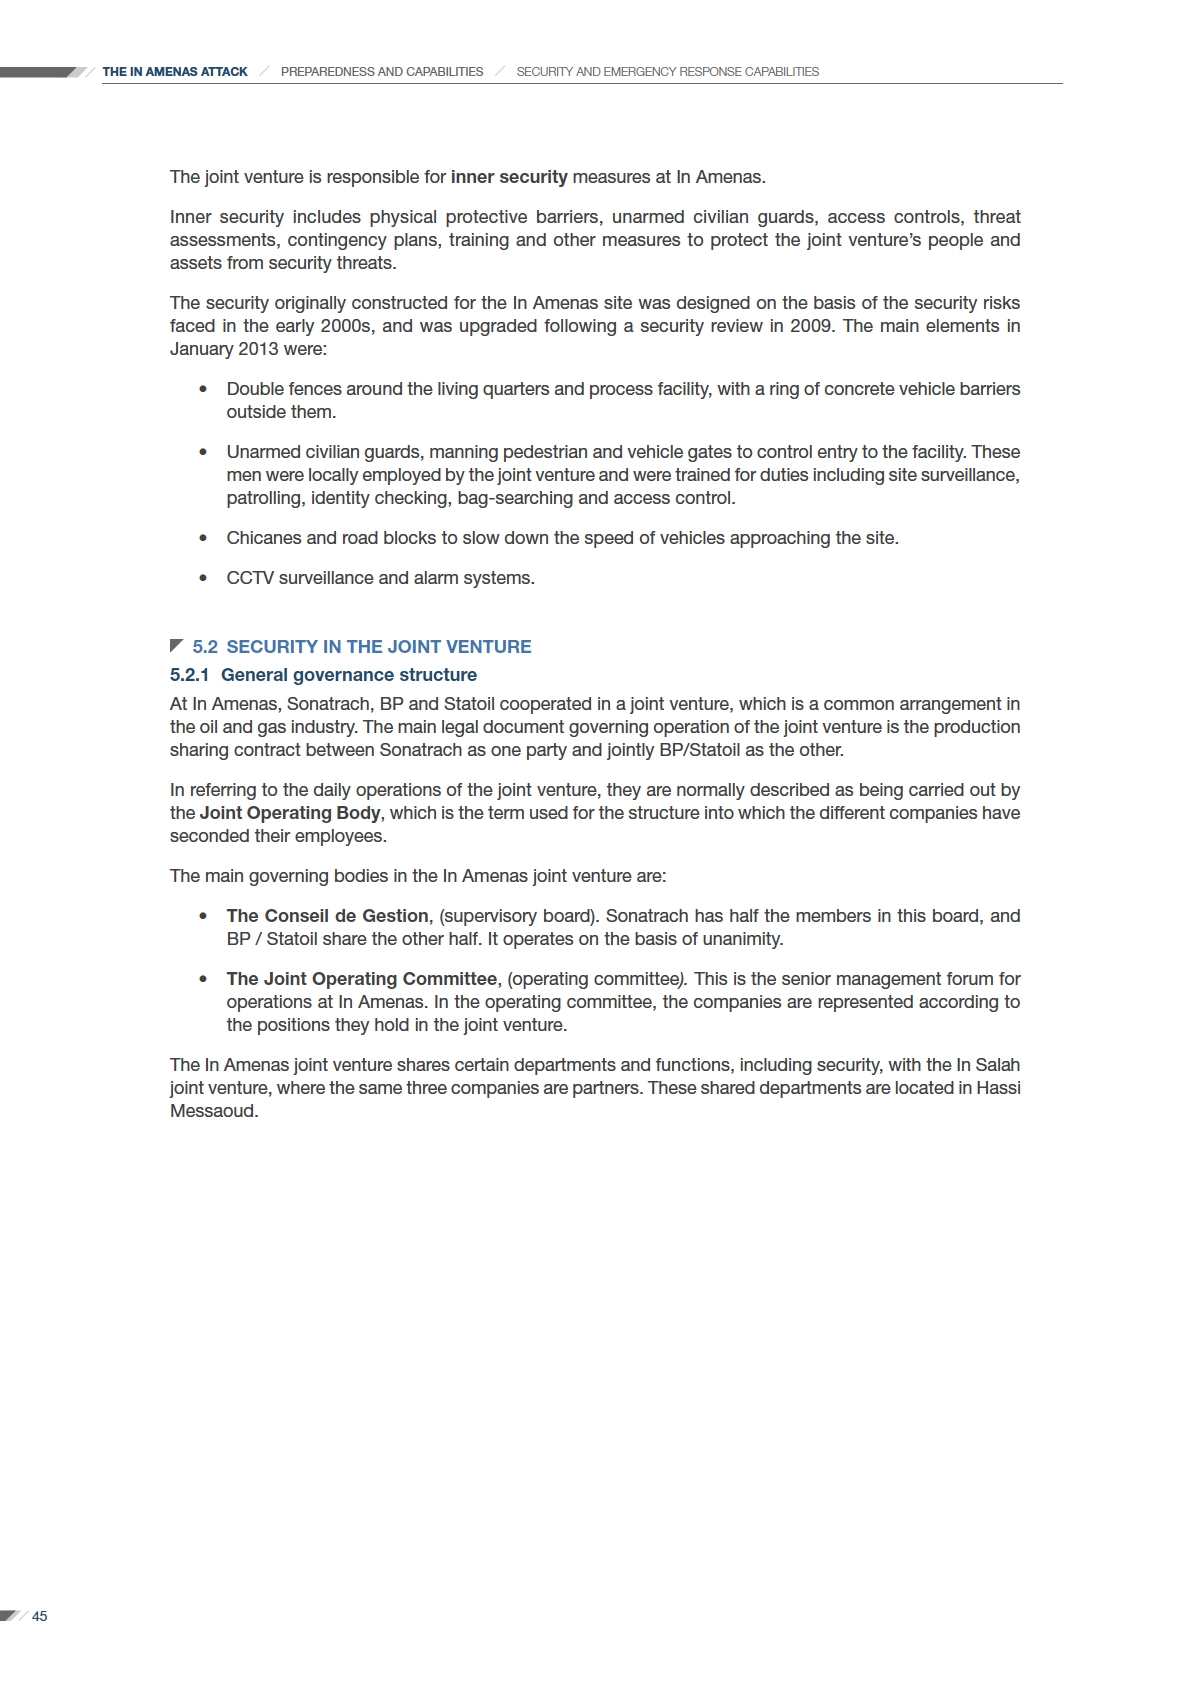 THE IN AMENAS ATTACK / PREPAREDNESS AND CAPABILITIES / SECURITY AND EMERGENCY RESPONSE CAPABILITIES
The joint venture is responsible for inner security measures at In Amenas.
Inner security includes physical protective barriers, unarmed civilian guards, access controls, threat
assessments, contingency plans, training and other measures to protect the joint venture's people and
assets from security threats.
The security originally constructed for the In Amenas site was designed on the basis of the security risks
faced in the early 2000s, and was upgraded following a security review in 2009. The main elements in
January 2013 were:
• Double fences around the living quarters and process facility, with a ring of concrete vehicle barriers
outside them.
• Unarmed civilian guards, manning pedestrian and vehicle gates to control entry to the facility. These
men were locally employed by the joint venture and were trained for duties including site surveillance,
patrolling, identity checking, bag-searching and access control.
• Chicanes and road blocks to slow down the speed of vehicles approaching the site.
• CCTV surveillance and alarm systems.
5.2 SECURITY IN THE JOINT VENTURE
5.2.1 General governance structure
At In Amenas, Sonatrach, BP and Statoil cooperated in a joint venture, which is a common arrangement in
the oil and gas industry. The main legal document governing operation of the joint venture is the production
sharing contract between Sonatrach as one party and jointly BP/Statoil as the other.
In referring to the daily operations of the joint venture, they are normally described as being carried out by
the Joint Operating Body, which is the term used for the structure into which the different companies have
seconded their employees.
The main governing bodies in the In Amenas joint venture are:
• The Conseil de Gestion, (supervisory board). Sonatrach has half the members in this board, and
BP / Statoil share the other half. It operates on the basis of unanimity.
• The Joint Operating Committee, (operating committee). This is the senior management forum for
operations at In Amenas. In the operating committee, the companies are represented according to
the positions they hold in the joint venture.
The In Amenas joint venture shares certain departments and functions, including security, with the In Salah
joint venture, where the same three companies are partners. These shared departments are located in Hassi
Messaoud.
45